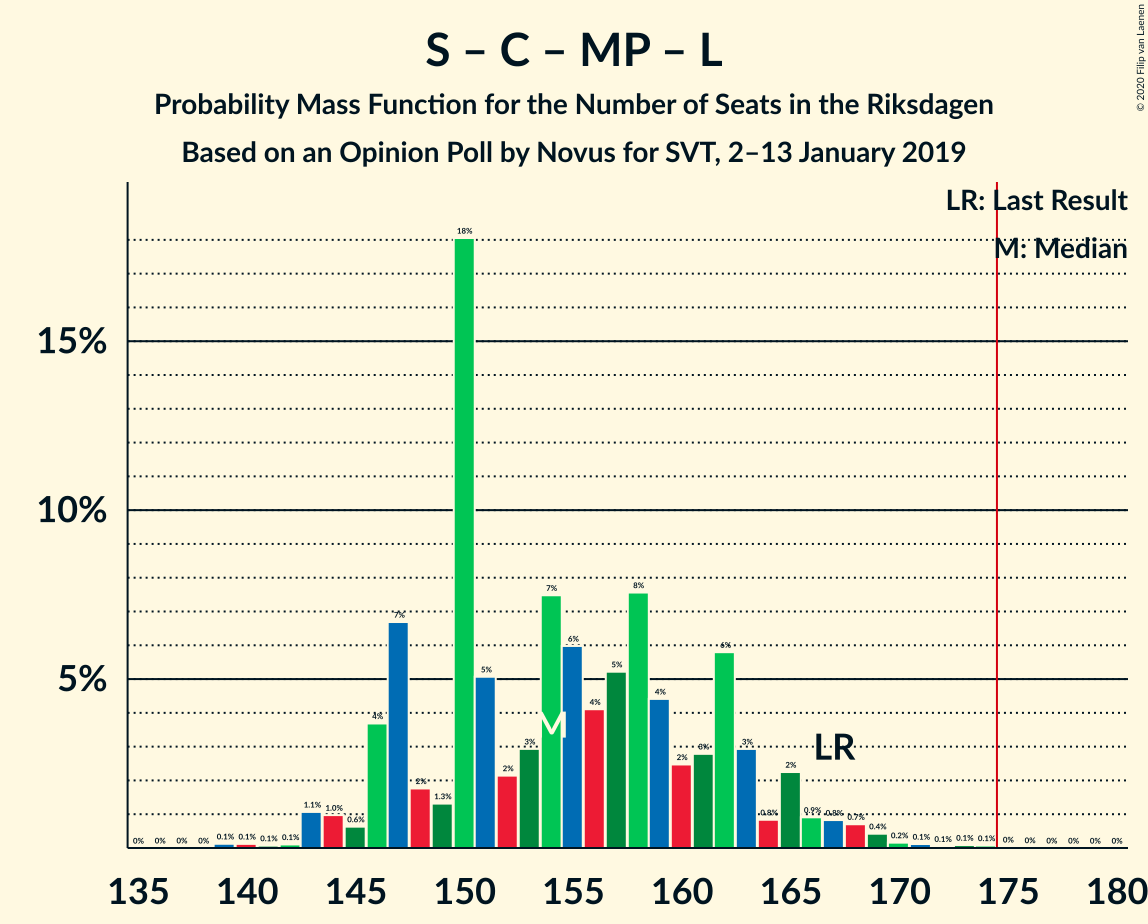 S – C – MP – L
Probability Mass Function for the Number of Seats in the Riksdagen
Based on an Opinion Poll by Novus for SVT, 2–13 January 2019
© 2020 Filip van Laenen
LR: Last Result
M: Median
15%
10%
5%
0% 0% 0% 0% 0.1% 0.1% 0.1% 0.1% 1.1% 1.0% 0.6% 4% 7% 2% 1.3% 18% 5% 2% 3% 7% 6% 4% 5% 8% 4% 2% 3% 6% 3% 0.8% 2% 0.9% 0.8% 0.7% 0.4% 0.2% 0.1% 0.1% 0.1% 0.1% 0% 0% 0% 0% 0% 0%
M
LR
135 140 145 150 155 160 165 170 175 180